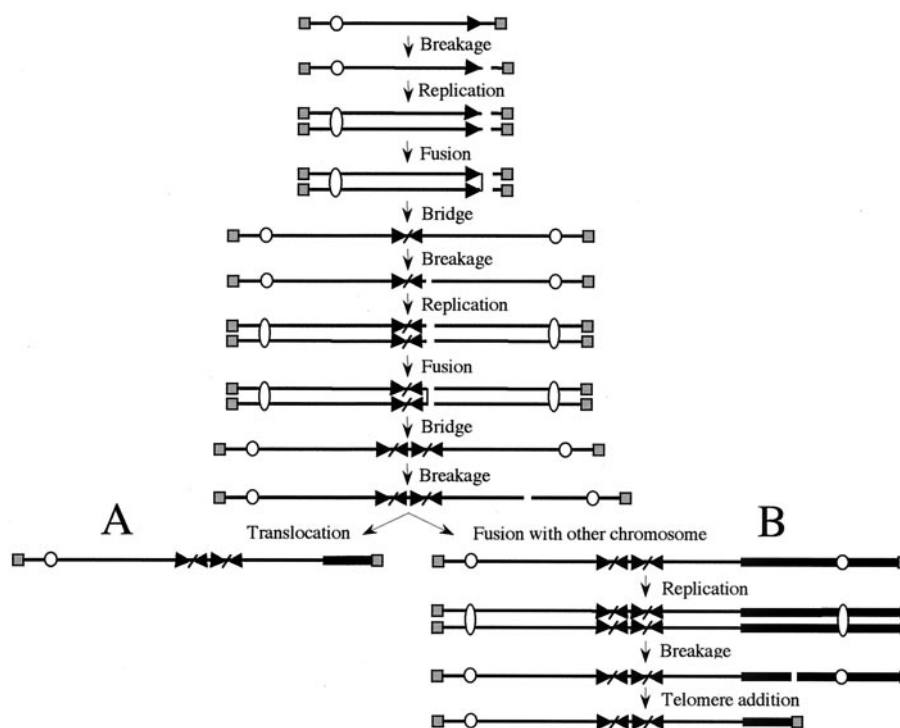 Breakage
Replication
Fusion
Bridge
Breakage
Replication
Fusion
Bridge
Breakage
A
Translocation
Fusion with other chromosome
B
Replication
Breakage
Telomere addition